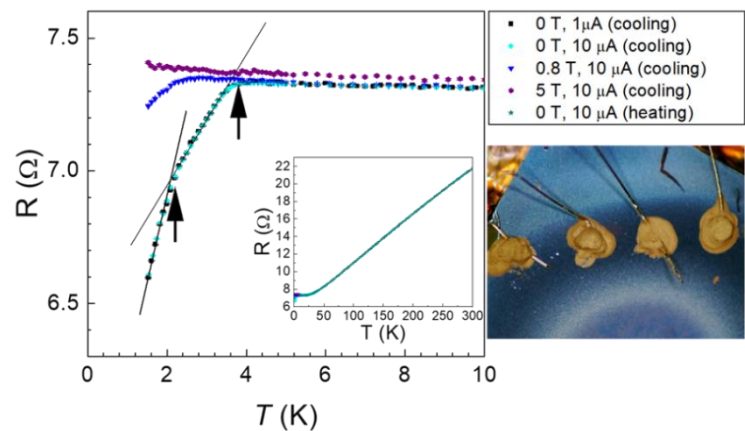 7.5
7.0
6.5
R (Ω)
0 2 4 6 8 10
T (K)
22
20
18
16
14
12
10
8
6
R (Ω)
0 50 100 150 200 250 300
T (K)
0 T, 1μA (cooling)
0 T, 10 μA (cooling)
0.8 T, 10 μA (cooling)
5 T, 10 μA (cooling)
0 T, 10 μA (heating)